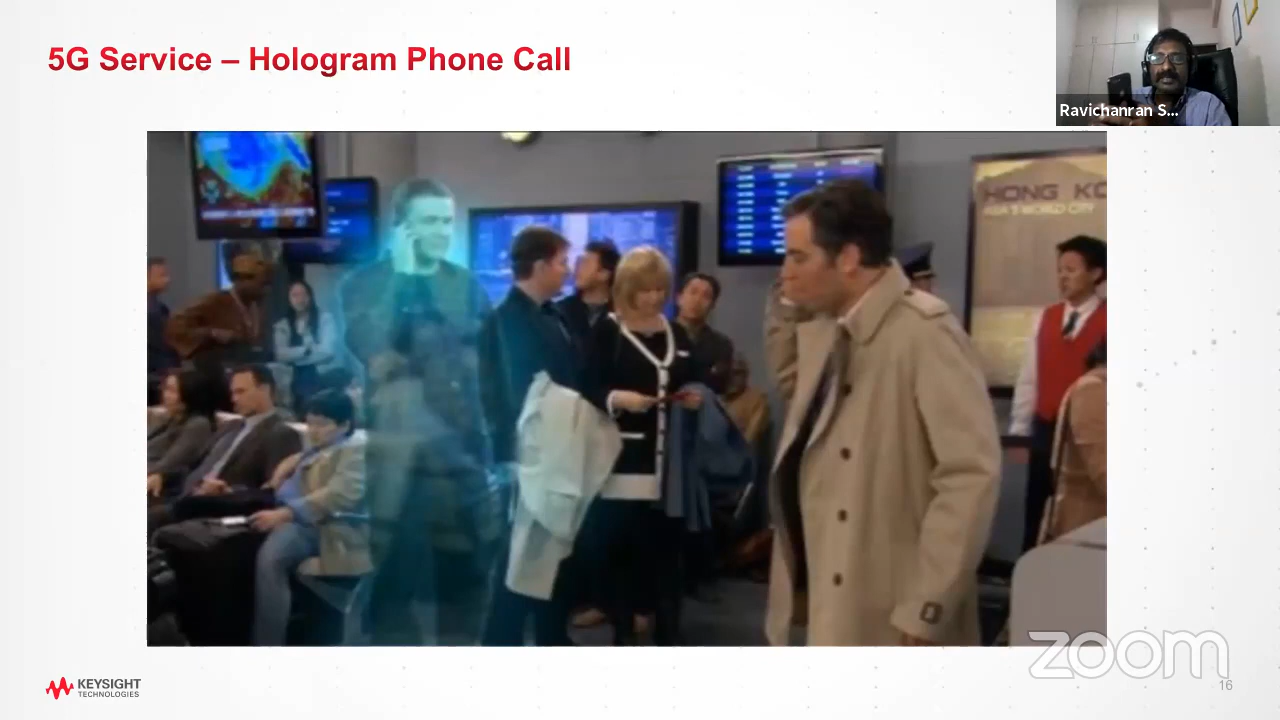 5G Service – Hologram Phone Call
Ravichanran S...
HONG KO
ASIA'S WORLD CITY
KEYSIGHT
TECHNOLOGIES
zoom
16